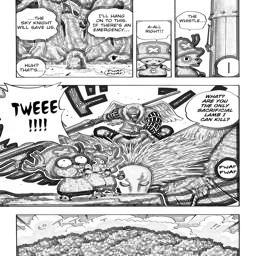 THE
WHISTLE...
!
A-ALL
RIGHT!!
I'LL HANG
ON TO THIS.
IF THERE'S AN
EMERGENCY...
...THE
SKY KNIGHT
WILL SAVE US.
HUH?
THAT'S...
WHAT?!
ARE YOU
THE ONLY
SACRIFICIAL
LAMB I
CAN KILL?
TWEEE
!!!!
FWAP
FWAP